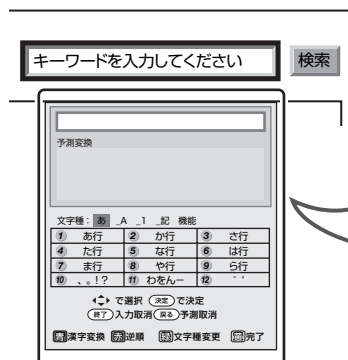 キーワードを入力してください 検索
予測変換
文字種：あ _A _1 _記 機能
1 あ行 2 か行 3 さ行
4 た行 5 な行 6 は行
7 ま行 8 や行 9 ら行
10 、。!? 11 わをんー 12 ゛゜
で選択 決定 で決定
終了 入力取消 戻る 予測取消
青 漢字変換 赤 逆順 緑 文字種変更 黄 完了